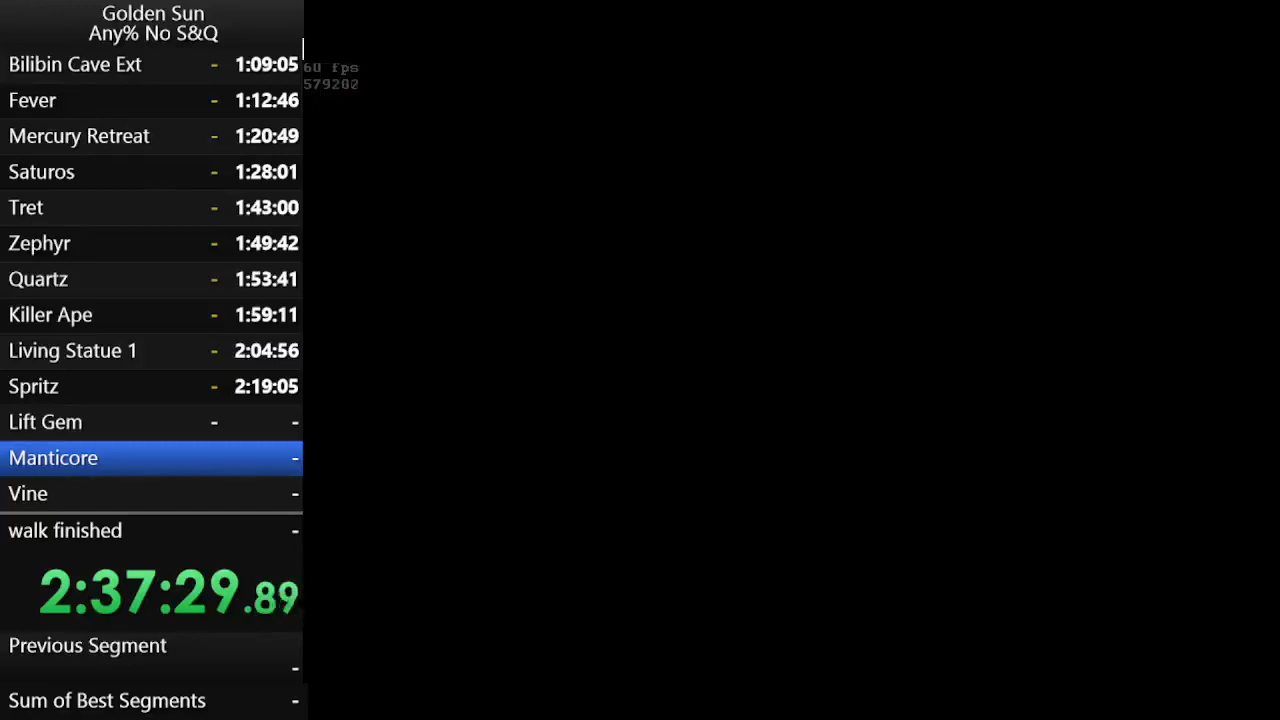 Golden Sun
Any% No S&Q
Bilibin Cave Ext - 1:09:05
60 fps
579202
Fever - 1:12:46
Mercury Retreat - 1:20:49
Saturos - 1:28:01
Tret - 1:43:00
Zephyr - 1:49:42
Quartz - 1:53:41
Killer Ape - 1:59:11
Living Statue 1 - 2:04:56
Spritz - 2:19:05
Lift Gem - -
Manticore -
Vine -
walk finished -
2:37:29.89
Previous Segment
-
Sum of Best Segments -